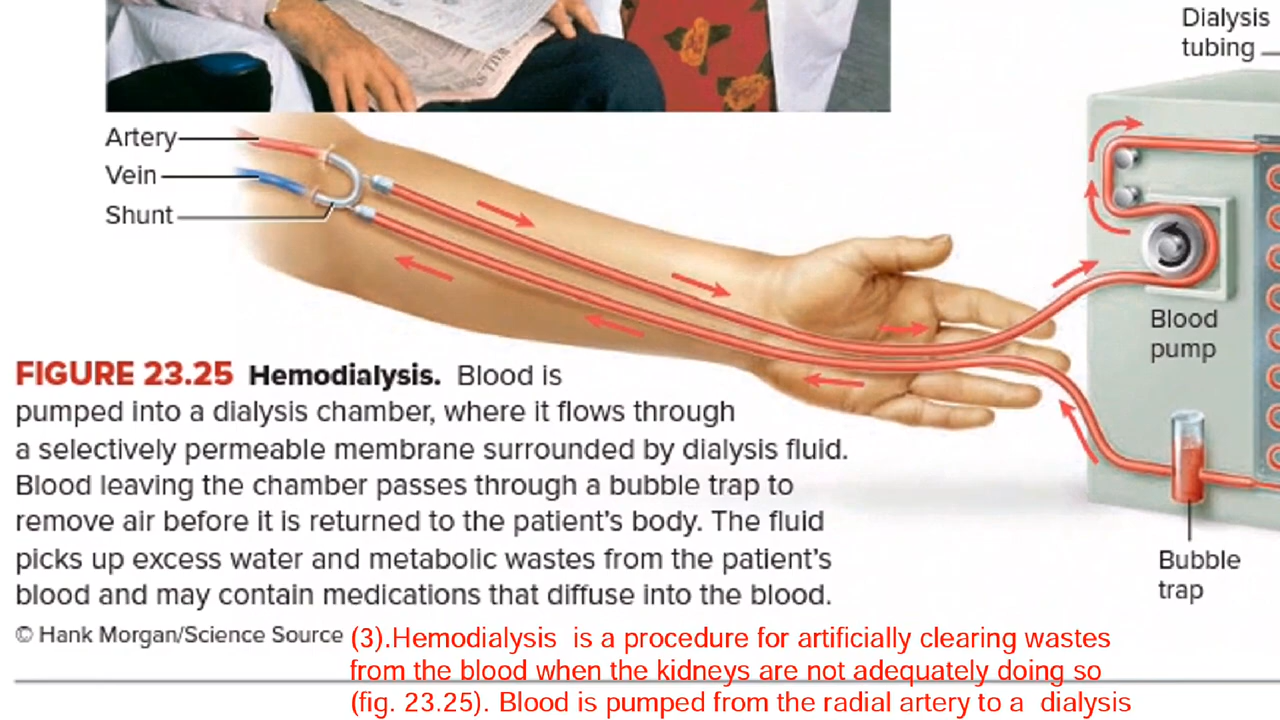 Dialysis
tubing
Artery
Vein
Shunt
Blood
pump
FIGURE 23.25 Hemodialysis. Blood is
pumped into a dialysis chamber, where it flows through
a selectively permeable membrane surrounded by dialysis fluid.
Blood leaving the chamber passes through a bubble trap to
remove air before it is returned to the patient's body. The fluid
picks up excess water and metabolic wastes from the patient's
blood and may contain medications that diffuse into the blood.
Bubble
trap
© Hank Morgan/Science Source
(3).Hemodialysis is a procedure for artificially clearing wastes
from the blood when the kidneys are not adequately doing so
(fig. 23.25). Blood is pumped from the radial artery to a dialysis